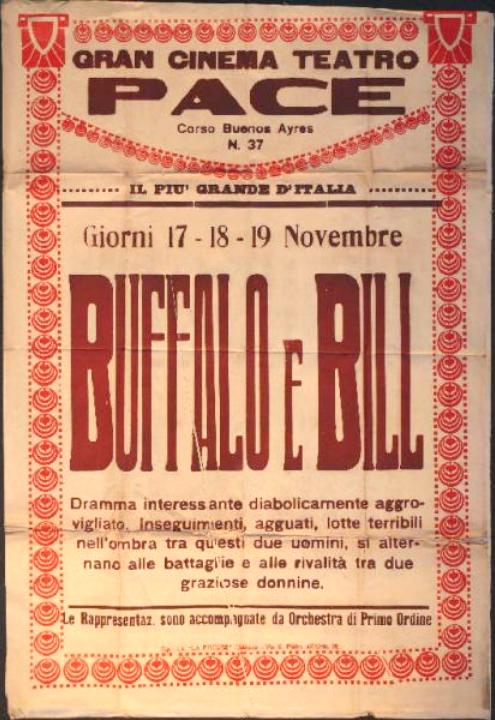 GRAN CINEMA TEATRO
PACE
Corso Buenos Ayres
N. 37
IL PIU' GRANDE D'ITALIA
Giorni 17 - 18 - 19 Novembre
BUFFALO E BILL
Dramma interessante diabolicamente aggro-
vigliato. Inseguimenti, agguati, lotte terribili
nell'ombra tra questi due uomini, si alter-
nano alle battaglie e alle rivalità tra due
graziose donnine.
Le Rappresentaz. sono accompagnate da Orchestra di Primo Ordine